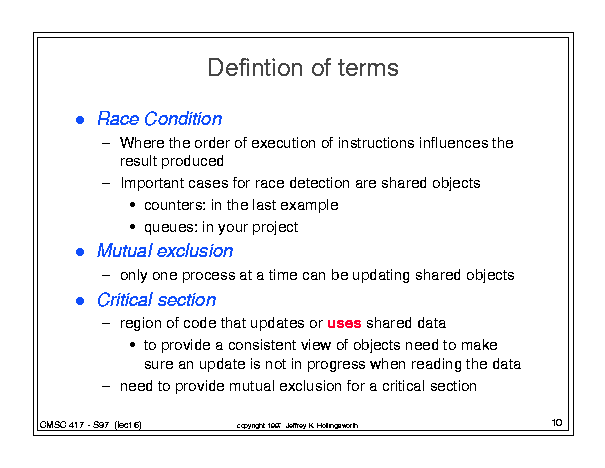 Defintion of terms
● Race Condition
– Where the order of execution of instructions influences the
result produced
– Important cases for race detection are shared objects
• counters: in the last example
• queues: in your project
● Mutual exclusion
– only one process at a time can be updating shared objects
● Critical section
– region of code that updates or uses shared data
• to provide a consistent view of objects need to make
sure an update is not in progress when reading the data
– need to provide mutual exclusion for a critical section
CMSC 417 - S97 (lect 6)
copyright 1997 Jeffrey K. Hollingsworth
10